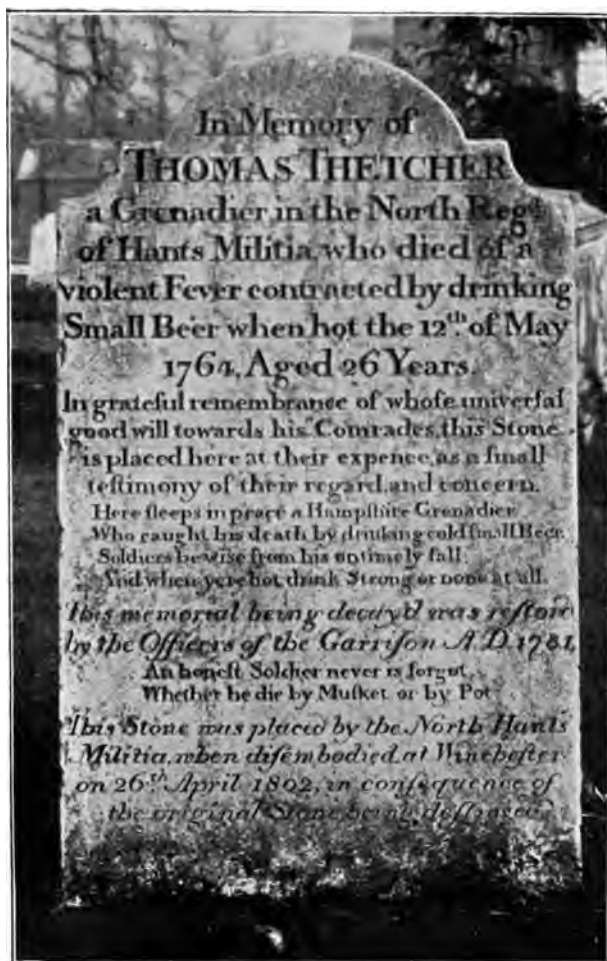 In Memory of
THOMAS THETCHER
a Grenadier in the North Regt.
of Hants Militia, who died of a
violent Fever contracted by drinking
Small Beer when hot the 12th. of May
1764. Aged 26 Years.
In grateful remembrance of whoſe univerſal
good will towards his Comrades, this Stone
is placed here at their expence, as a ſmall
teſtimony of their regard and concern.
Here ſleeps in peace a Hampſhire Grenadier,
Who caught his death by drinking cold ſmall Beer,
Soldiers be wiſe from his untimely fall
And when ye're hot drink Strong or none at all.
This memorial being decay'd was reſtor'd
by the Officers of the Garriſon A.D. 1781.
An honeſt Soldier never is forgot
Whether he die by Muſket or by Pot.
This Stone was placed by the North Hants
Militia, when diſembodied at Wincheſter
on 26th. April 1802, in conſequence of
the original Stone being deſtroyed